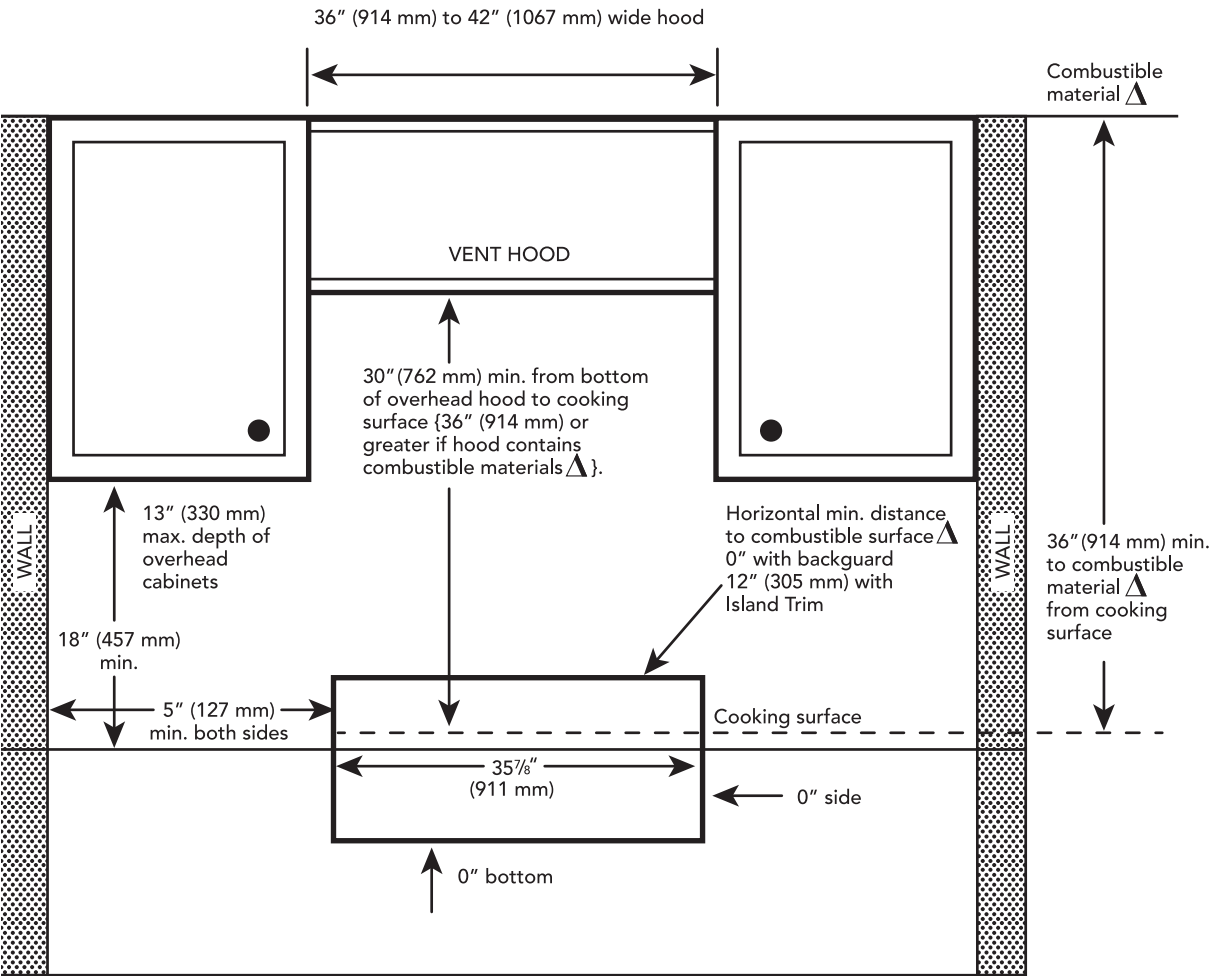 36” (914 mm) to 42” (1067 mm) wide hood
Combustible
material Δ
VENT HOOD
30”(762 mm) min. from bottom
of overhead hood to cooking
surface {36” (914 mm) or
greater if hood contains
combustible materials Δ }.
13” (330 mm)
max. depth of
overhead
cabinets
Horizontal min. distance
to combustible surface Δ
0” with backguard
12” (305 mm) with
Island Trim
WALL
WALL
36”(914 mm) min.
to combustible
material Δ
from cooking
surface
18” (457 mm)
min.
5” (127 mm)
min. both sides
Cooking surface
35⅞”
(911 mm)
0” side
0” bottom